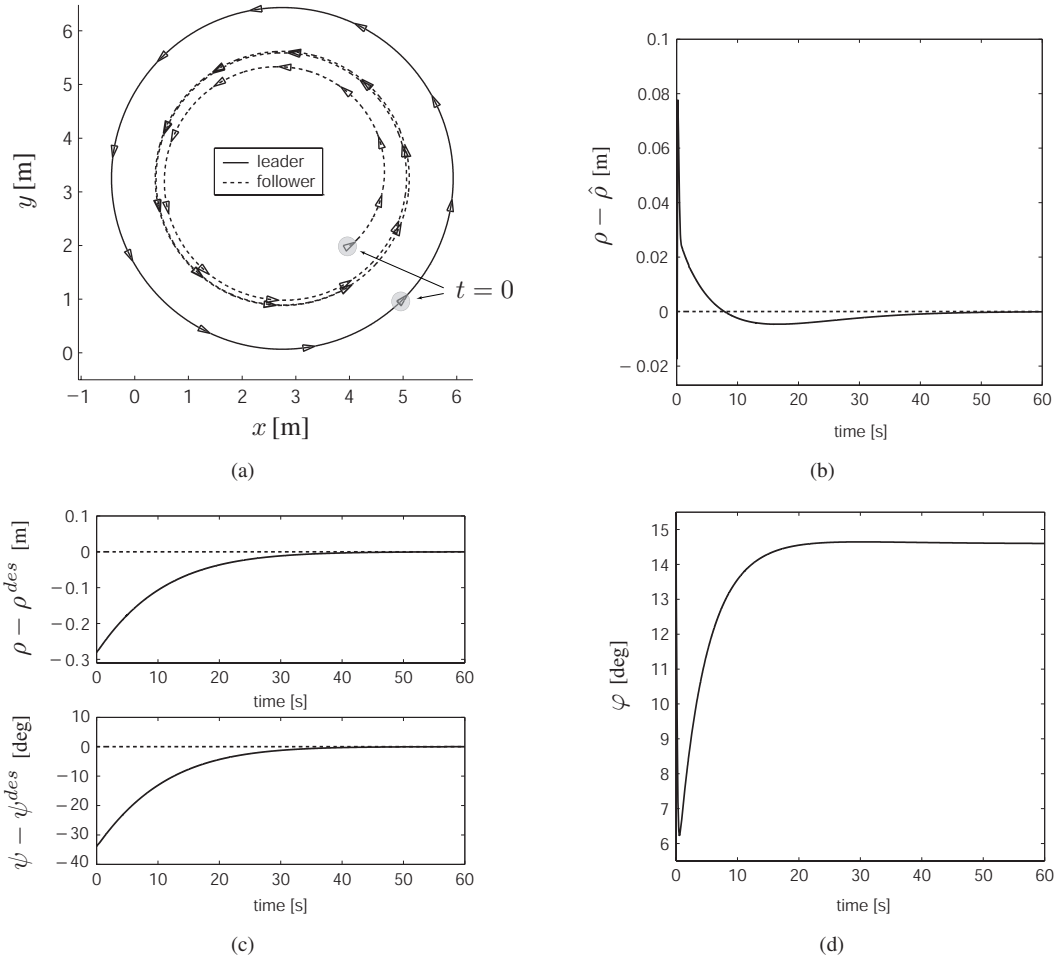 6
5
4
3
2
1
0
y [m]
leader
follower
t = 0
−1 0 1 2 3 4 5 6
x [m]
(a)
0.1
0.08
0.06
0.04
0.02
0
− 0.02
ρ − ρ̂ [m]
0 10 20 30 40 50 60
time [s]
(b)
0.1
0
−0.1
−0.2
−0.3
ρ − ρ^des [m]
0 10 20 30 40 50 60
time [s]
10
0
−10
−20
−30
−40
ψ − ψ^des [deg]
0 10 20 30 40 50 60
time [s]
(c)
15
14
13
12
11
10
9
8
7
6
φ [deg]
0 10 20 30 40 50 60
time [s]
(d)